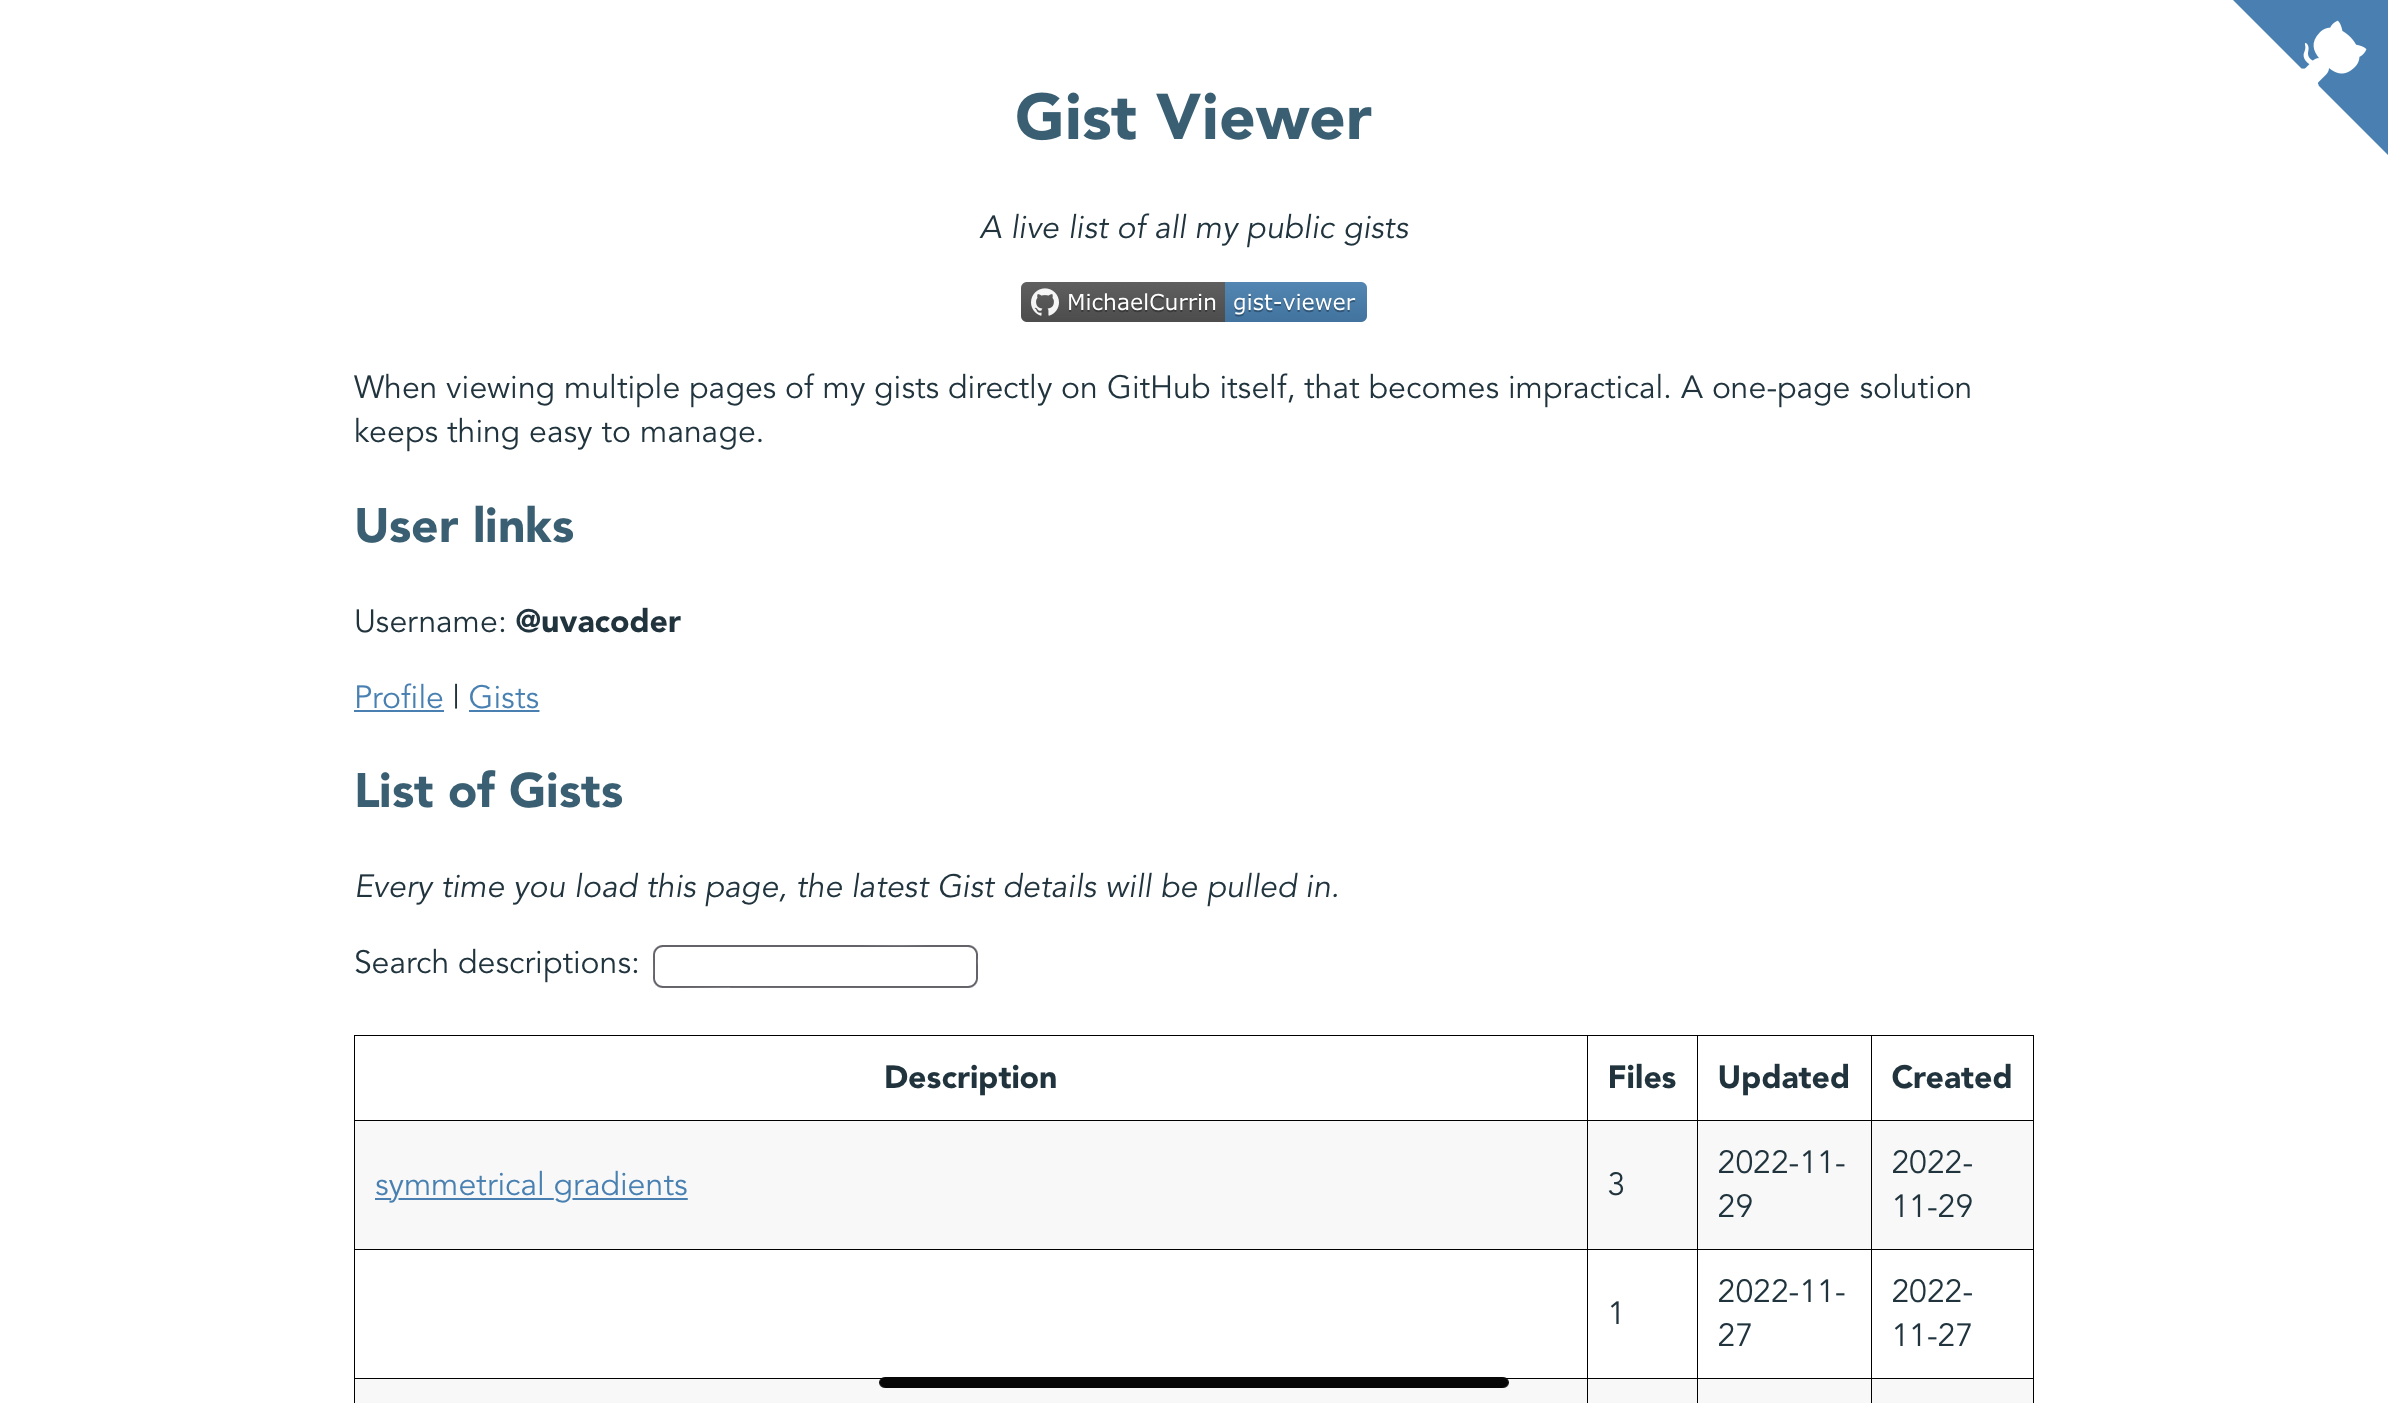 Gist Viewer
A live list of all my public gists
MichaelCurrin gist-viewer
When viewing multiple pages of my gists directly on GitHub itself, that becomes impractical. A one-page solution
keeps thing easy to manage.
User links
Username: @uvacoder
Profile | Gists
List of Gists
Every time you load this page, the latest Gist details will be pulled in.
Search descriptions:
Description Files Updated Created
symmetrical gradients 3 2022-11- 2022-
29 11-29
1 2022-11- 2022-
27 11-27